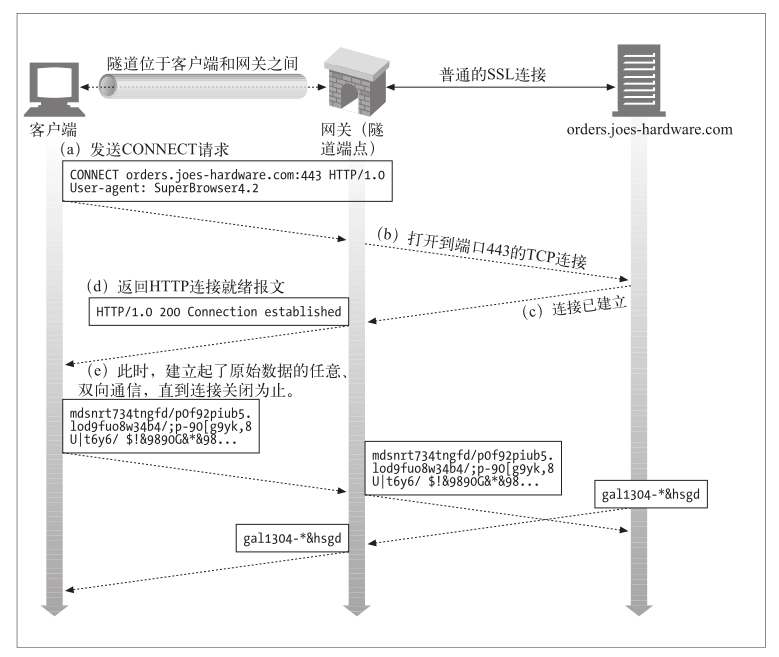 隧道位于客户端和网关之间
普通的SSL连接
客户端
网关（隧
道端点）
orders.joes-hardware.com
（a）发送CONNECT请求
CONNECT orders.joes-hardware.com:443 HTTP/1.0
User-agent: SuperBrowser4.2
（b）打开到端口443的TCP连接
（c）连接已建立
（d）返回HTTP连接就绪报文
HTTP/1.0 200 Connection established
（e）此时，建立起了原始数据的任意、
双向通信，直到连接关闭为止。
mdsnrt734tngfd/pOf92piub5.
lod9fuo8w34b4/;p-9O[g9yk,8
U|t6y6/ $!&989OG&*&98...
mdsnrt734tngfd/pOf92piub5.
lod9fuo8w34b4/;p-9O[g9yk,8
U|t6y6/ $!&989OG&*&98...
gal1304-*&hsgd
gal1304-*&hsgd